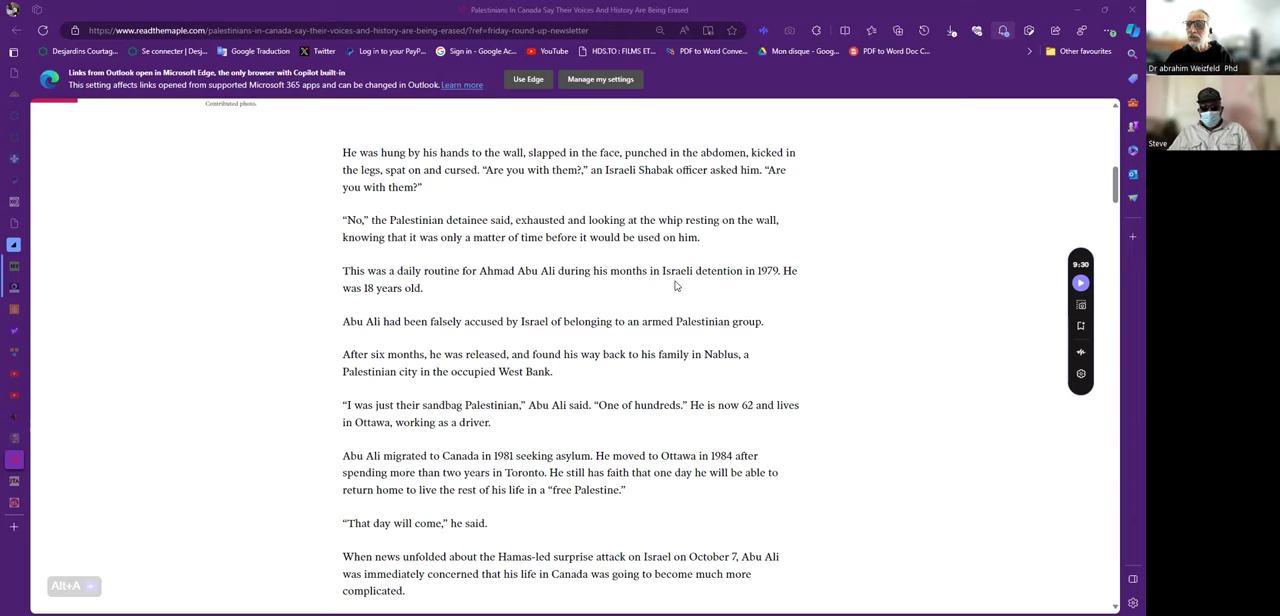 Palestinians In Canada Say Their Voices And History Are Being Erased
https://www.readthemaple.com/palestinians-in-canada-say-their-voices-and-history-are-being-erased/?ref=friday-round-up-newsletter
Desjardins Courtag... Se connecter | Desj... Google Traduction Twitter Log in to your PayP... Sign in - Google Ac... YouTube HDS.TO: FILMS ET... PDF to Word Conve... Mon disque - Goog... PDF to Word Doc C... Other favourites
Links from Outlook open in Microsoft Edge, the only browser with Copilot built-in
This setting affects links opened from supported Microsoft 365 apps and can be changed in Outlook. Learn more
Use Edge
Manage my settings
Dr abrahim Weizfeld Phd
Steve
Contributed photo.
He was hung by his hands to the wall, slapped in the face, punched in the abdomen, kicked in
the legs, spat on and cursed. “Are you with them?,” an Israeli Shabak officer asked him. “Are
you with them?”
“No,” the Palestinian detainee said, exhausted and looking at the whip resting on the wall,
knowing that it was only a matter of time before it would be used on him.
This was a daily routine for Ahmad Abu Ali during his months in Israeli detention in 1979. He
was 18 years old.
Abu Ali had been falsely accused by Israel of belonging to an armed Palestinian group.
After six months, he was released, and found his way back to his family in Nablus, a
Palestinian city in the occupied West Bank.
“I was just their sandbag Palestinian,” Abu Ali said. “One of hundreds.” He is now 62 and lives
in Ottawa, working as a driver.
Abu Ali migrated to Canada in 1981 seeking asylum. He moved to Ottawa in 1984 after
spending more than two years in Toronto. He still has faith that one day he will be able to
return home to live the rest of his life in a “free Palestine.”
“That day will come,” he said.
When news unfolded about the Hamas-led surprise attack on Israel on October 7, Abu Ali
was immediately concerned that his life in Canada was going to become much more
complicated.
9:30
Alt+A